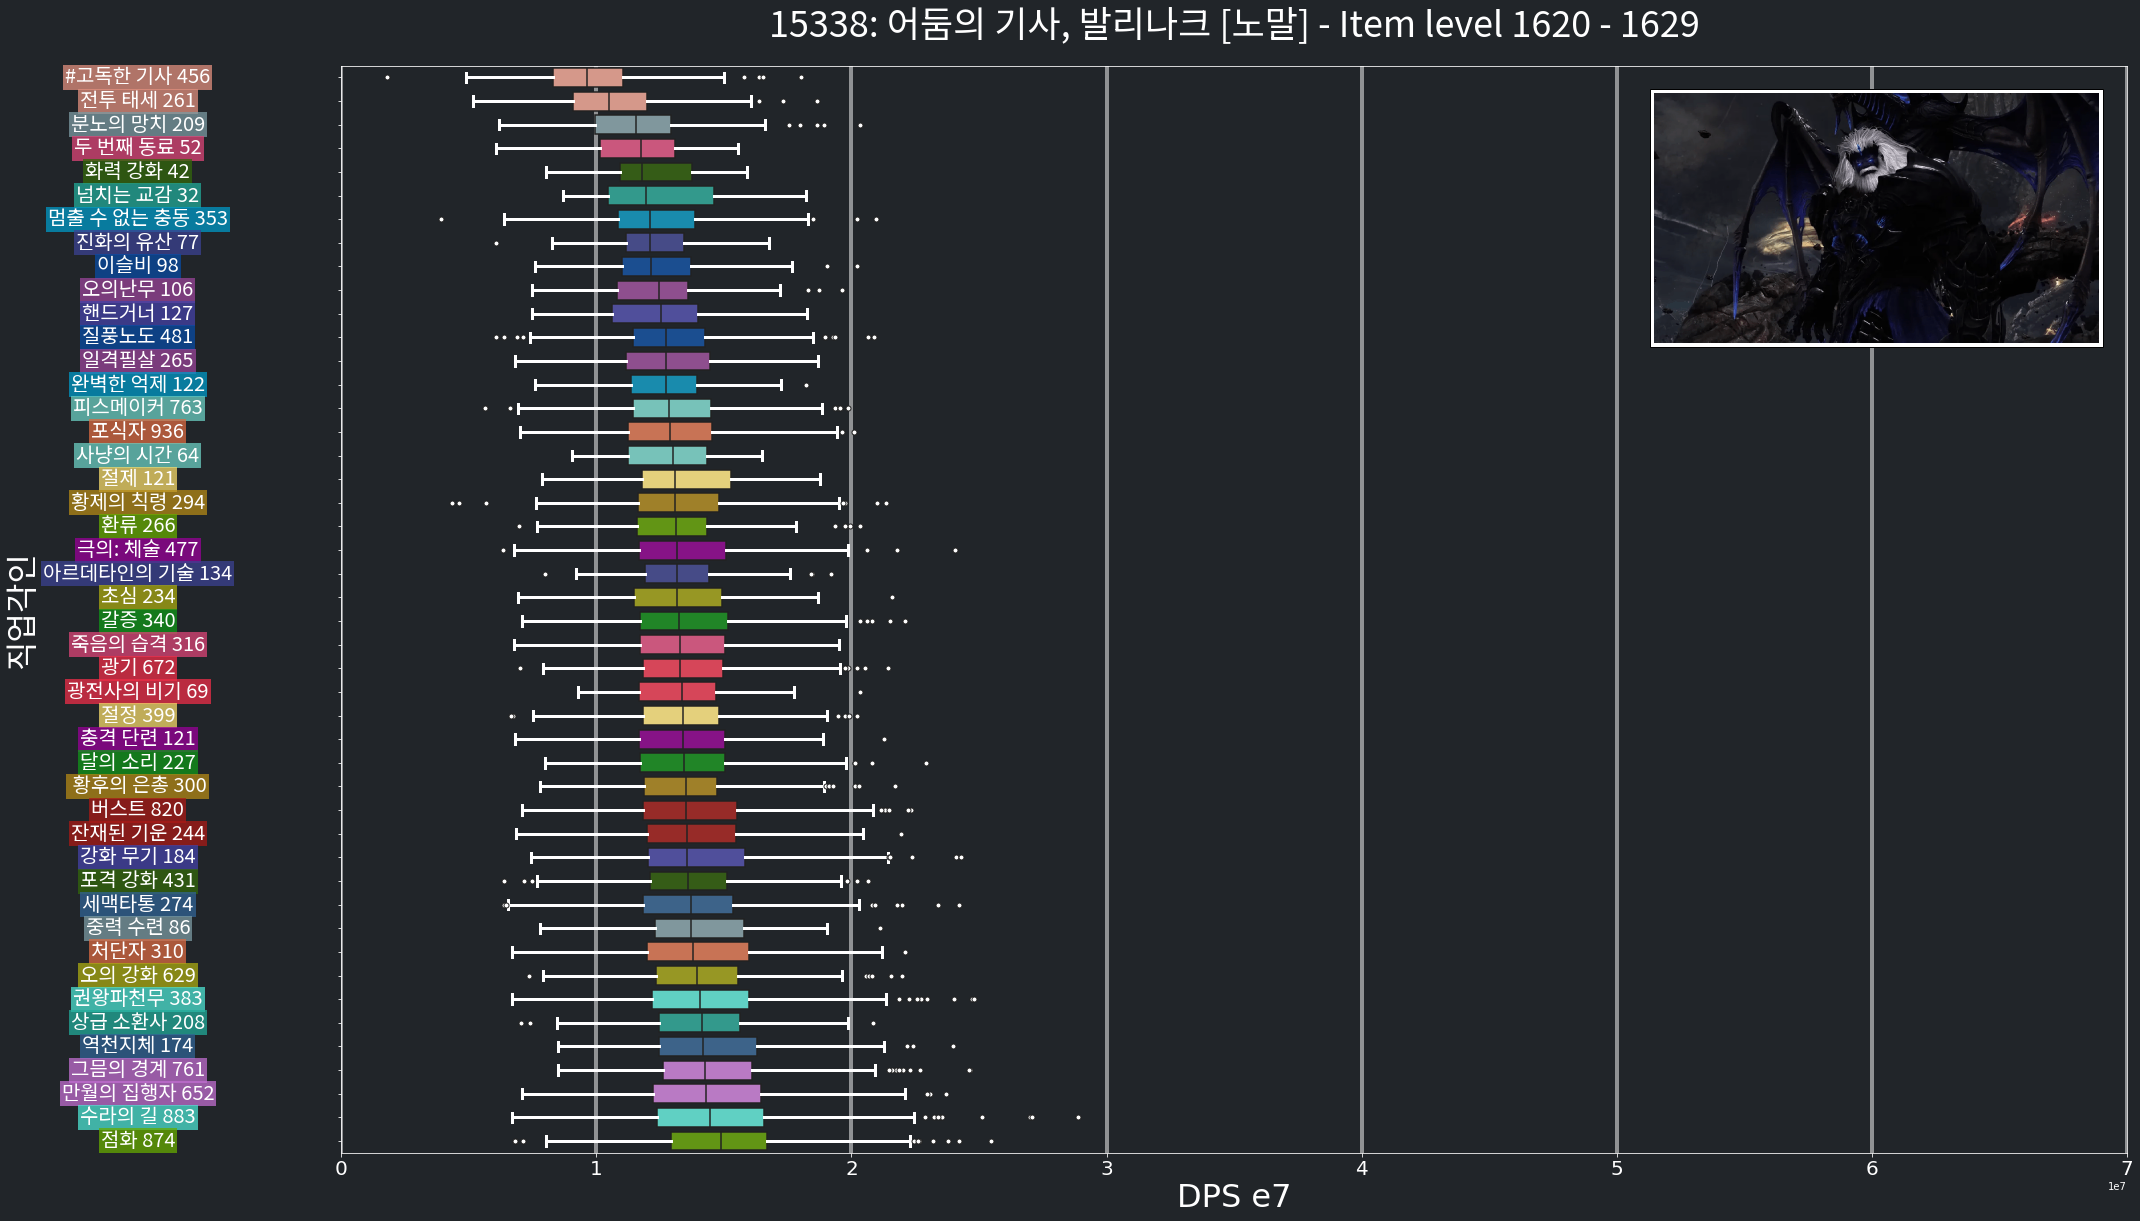 15338: 어둠의 기사, 발리나크 [노말] - Item level 1620 - 1629
#고독한 기사 456
전투 태세 261
분노의 망치 209
두 번째 동료 52
화력 강화 42
넘치는 교감 32
멈출 수 없는 충동 353
진화의 유산 77
이슬비 98
오의난무 106
핸드거너 127
질풍노도 481
일격필살 265
완벽한 억제 122
피스메이커 763
포식자 936
사냥의 시간 64
절제 121
황제의 칙령 294
환류 266
극의: 체술 477
아르데타인의 기술 134
초심 234
갈증 340
죽음의 습격 316
광기 672
광전사의 비기 69
절정 399
충격 단련 121
달의 소리 227
황후의 은총 300
버스트 820
잔재된 기운 244
강화 무기 184
포격 강화 431
세맥타통 274
중력 수련 86
처단자 310
오의 강화 629
권왕파천무 383
상급 소환사 208
역천지체 174
그믐의 경계 761
만월의 집행자 652
수라의 길 883
점화 874
직업각인
0 1 2 3 4 5 6 7
1e7
DPS e7